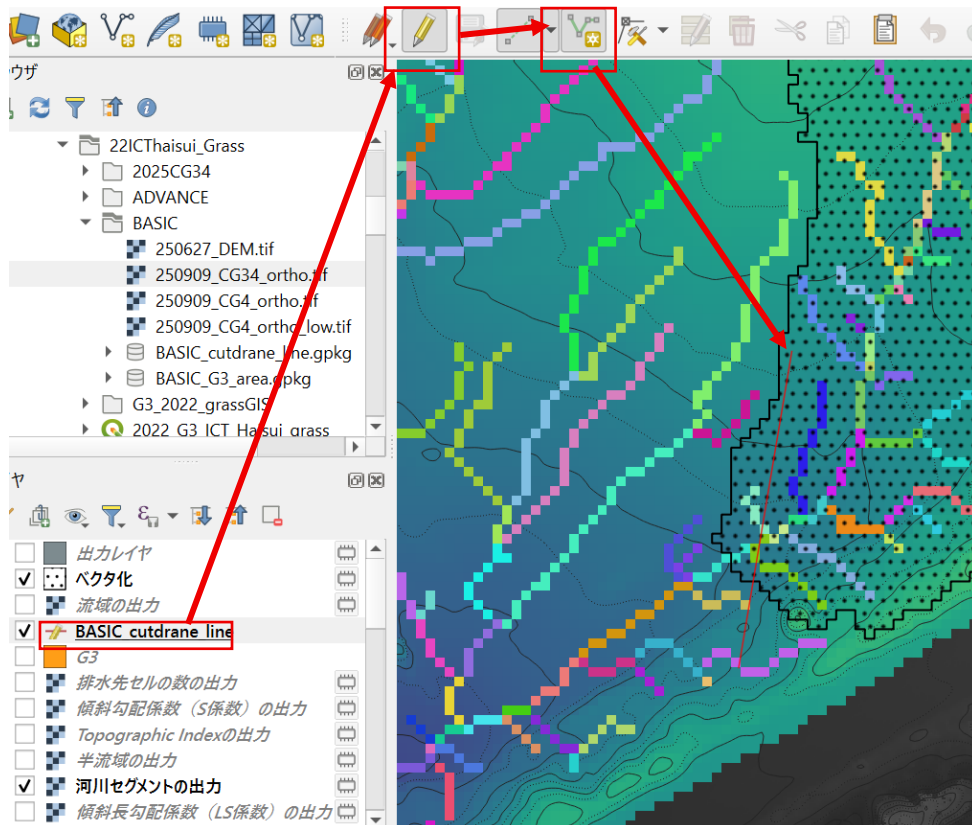 ウザ
22ICThaisui_Grass
2025CG34
ADVANCE
BASIC
250627_DEM.tif
250909_CG34_ortho.tif
250909_CG4_ortho.tif
250909_CG4_ortho_low.tif
BASIC_cutdrane_line.gpkg
BASIC_G3_area.gpkg
G3_2022_grassGIS
2022_G3_ICT_Haisui_grass
ヤ
出力レイヤ
ベクタ化
流域の出力
BASIC_cutdrane_line
G3
排水先セルの数の出力
傾斜勾配係数（S係数）の出力
Topographic Indexの出力
半流域の出力
河川セグメントの出力
傾斜長勾配係数（LS係数）の出力